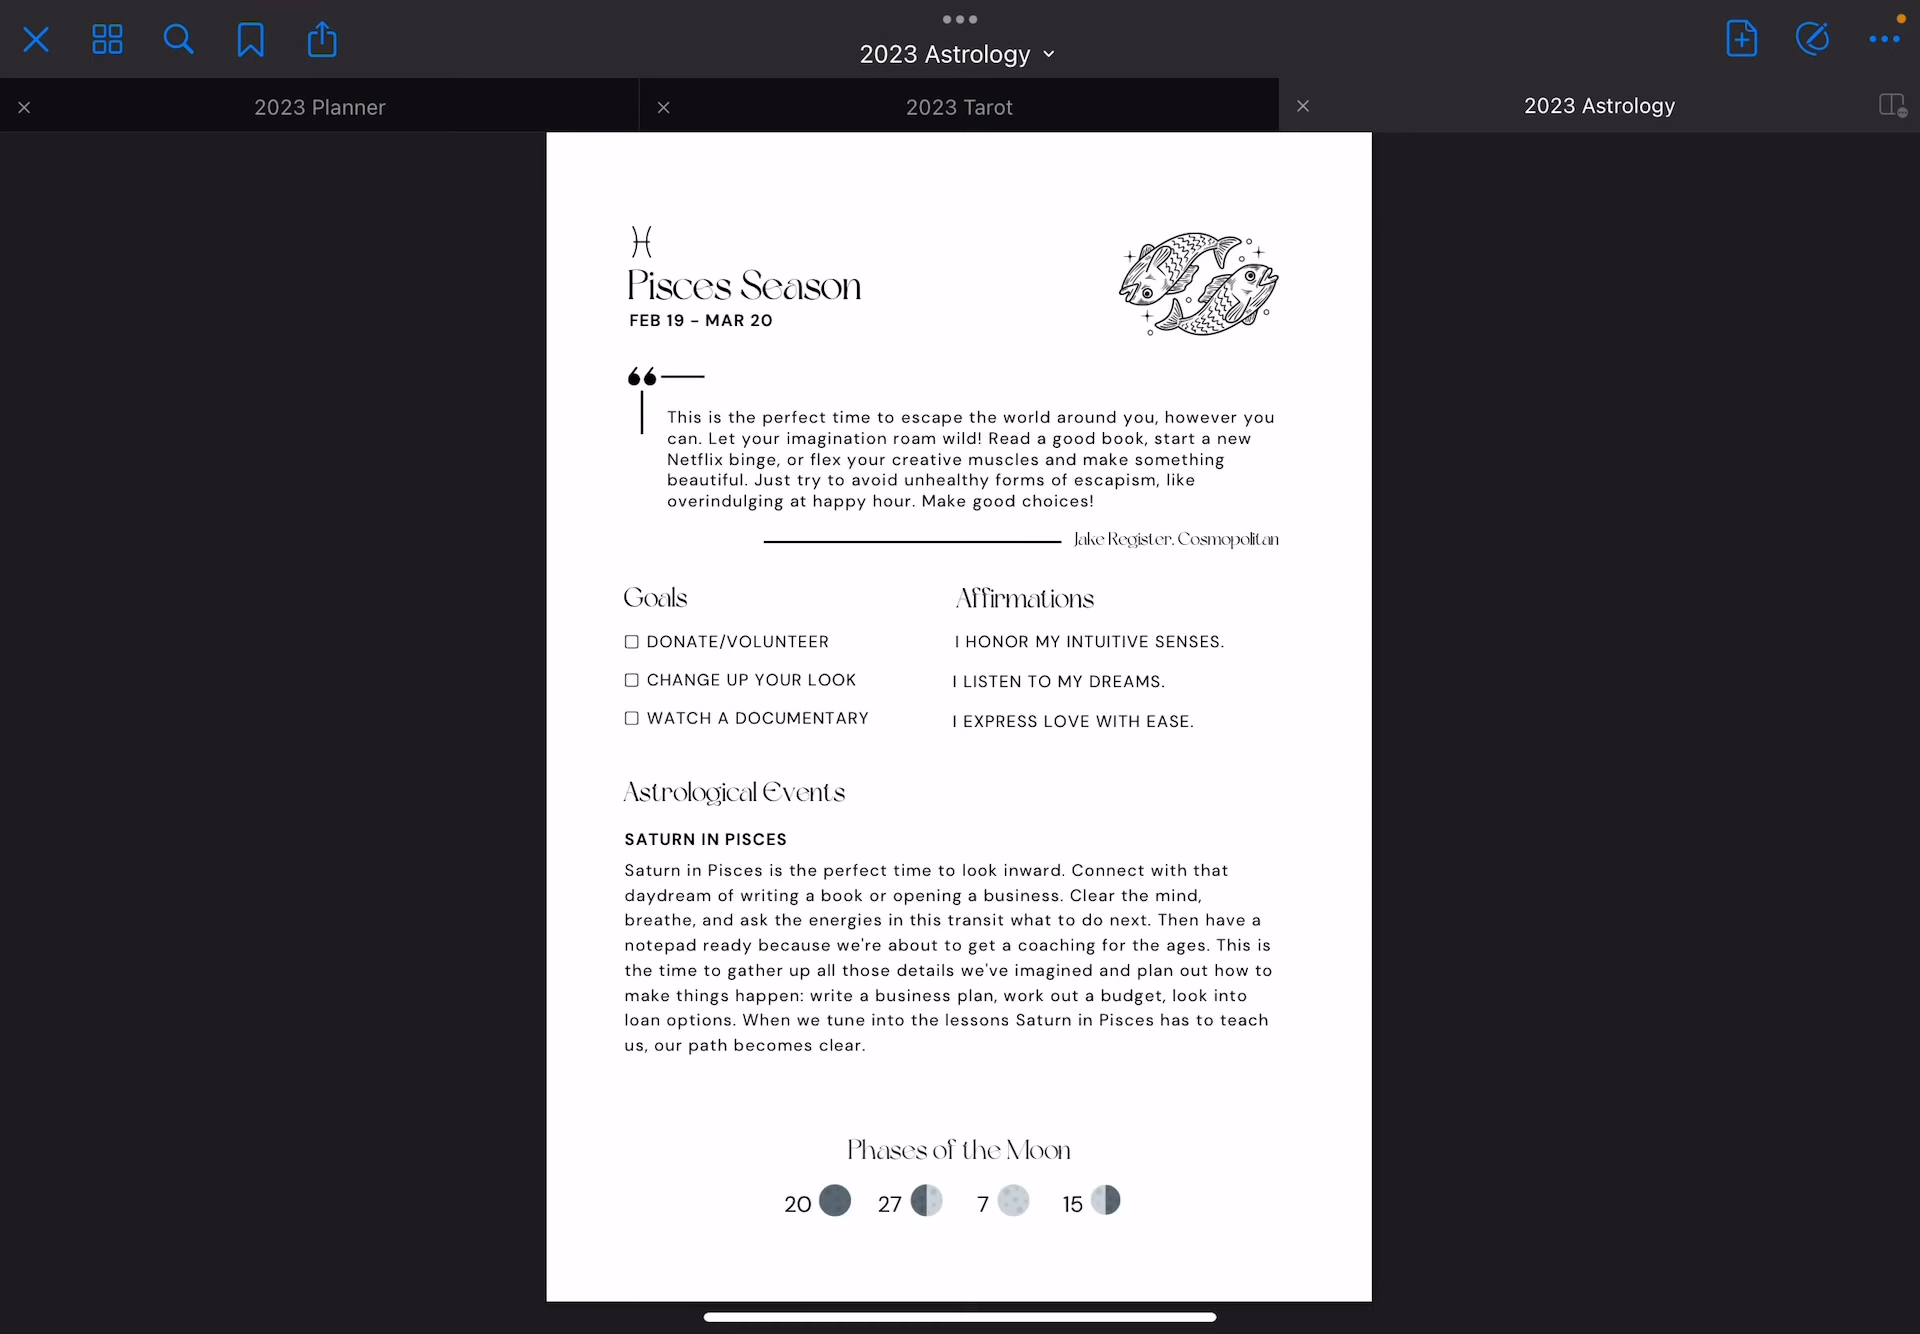 2023 Astrology
2023 Planner
2023 Tarot
2023 Astrology
Pisces Season
FEB 19 – MAR 20
This is the perfect time to escape the world around you, however you
can. Let your imagination roam wild! Read a good book, start a new
Netflix binge, or flex your creative muscles and make something
beautiful. Just try to avoid unhealthy forms of escapism, like
overindulging at happy hour. Make good choices!
Jake Register, Cosmopolitan
Goals
DONATE/VOLUNTEER
CHANGE UP YOUR LOOK
WATCH A DOCUMENTARY
Affirmations
I HONOR MY INTUITIVE SENSES.
I LISTEN TO MY DREAMS.
I EXPRESS LOVE WITH EASE.
Astrological Events
SATURN IN PISCES
Saturn in Pisces is the perfect time to look inward. Connect with that
daydream of writing a book or opening a business. Clear the mind,
breathe, and ask the energies in this transit what to do next. Then have a
notepad ready because we're about to get a coaching for the ages. This is
the time to gather up all those details we've imagined and plan out how to
make things happen: write a business plan, work out a budget, look into
loan options. When we tune into the lessons Saturn in Pisces has to teach
us, our path becomes clear.
Phases of the Moon
20 27 7 15